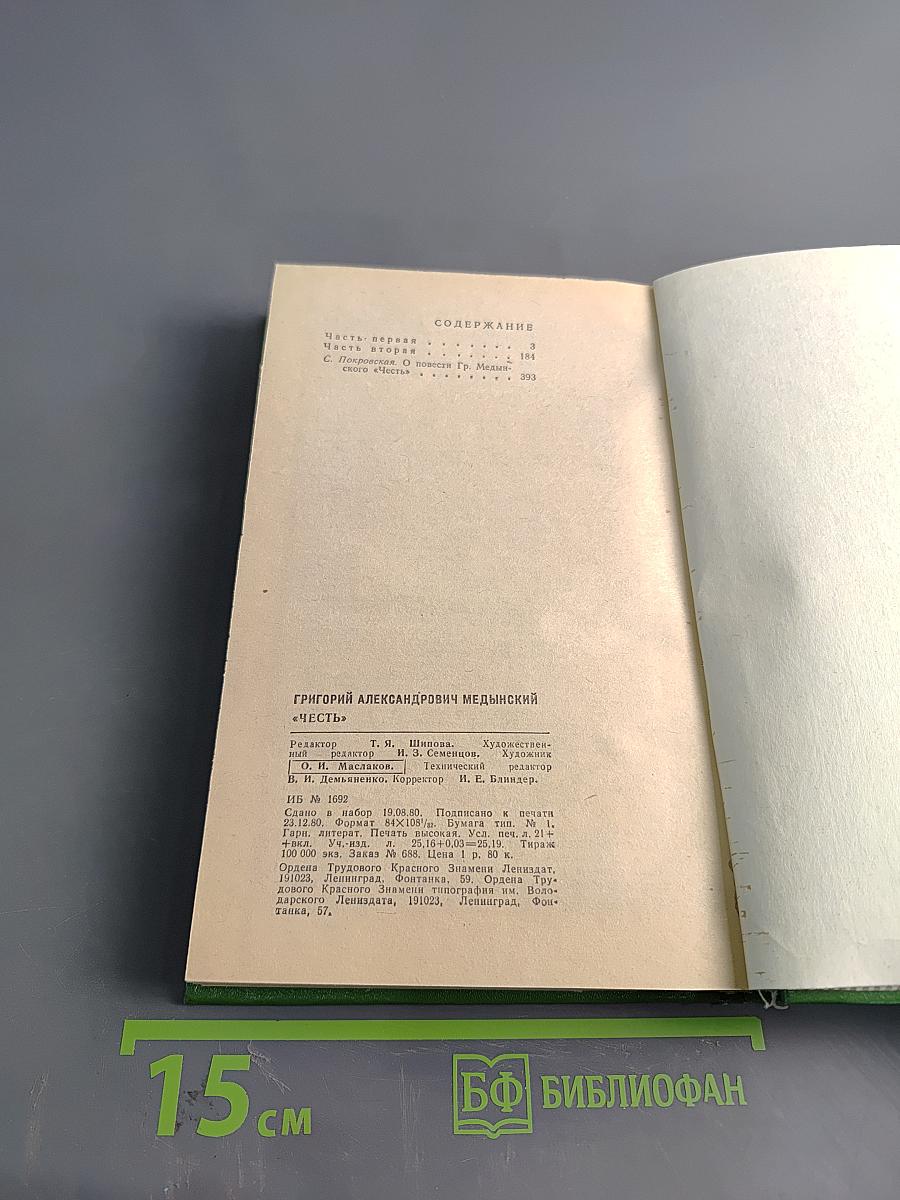 СОДЕРЖАНИЕ
Часть первая . . . . . . . 3
Часть вторая . . . . . . . 184
С. Покровская. О повести Гр. Медын-
ского «Честь» . . . . . . . . 393
ГРИГОРИЙ АЛЕКСАНДРОВИЧ МЕДЫНСКИЙ
«ЧЕСТЬ»
Редактор Т. Я. Шипова. Художествен-
ный редактор И. З. Семенцов. Художник
О. И. Маслаков. Технический редактор
В. И. Демьяненко. Корректор И. Е. Блиндер.
ИБ № 1692
Сдано в набор 19.08.80. Подписано к печати
23.12.80. Формат 84×108¹/₃₂. Бумага тип. № 1.
Гарн. литерат. Печать высокая. Усл. печ. л. 21+
+вкл. Уч.-изд. л. 25,16+0,03=25,19. Тираж
100 000 экз. Заказ № 688. Цена 1 р. 80 к.
Ордена Трудового Красного Знамени Лениздат,
191023, Ленинград, Фонтанка, 59. Ордена Тру-
дового Красного Знамени типография им. Воло-
дарского Лениздата, 191023, Ленинград, Фон-
танка, 57.
15 см
БФ БИБЛИОФАН